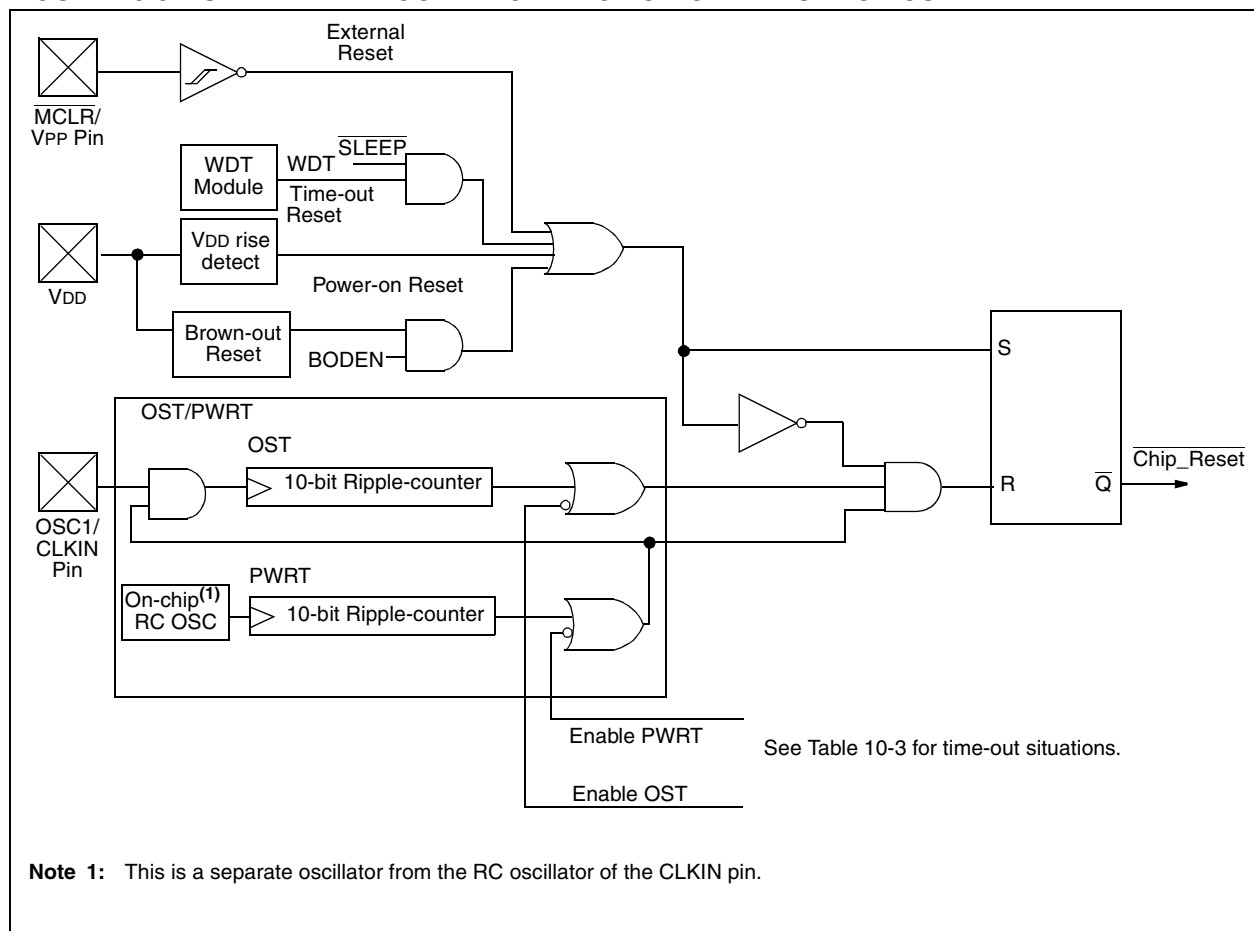 External
Reset
MCLR/
VPP Pin
SLEEP
WDT
Module
WDT
Time-out
Reset
VDD rise
detect
VDD
Power-on Reset
Brown-out
Reset
BODEN
S
OST/PWRT
OST
10-bit Ripple-counter
Chip_Reset
R
Q
OSC1/
CLKIN
Pin
PWRT
On-chip(1)
RC OSC
10-bit Ripple-counter
Enable PWRT
See Table 10-3 for time-out situations.
Enable OST
Note 1: This is a separate oscillator from the RC oscillator of the CLKIN pin.